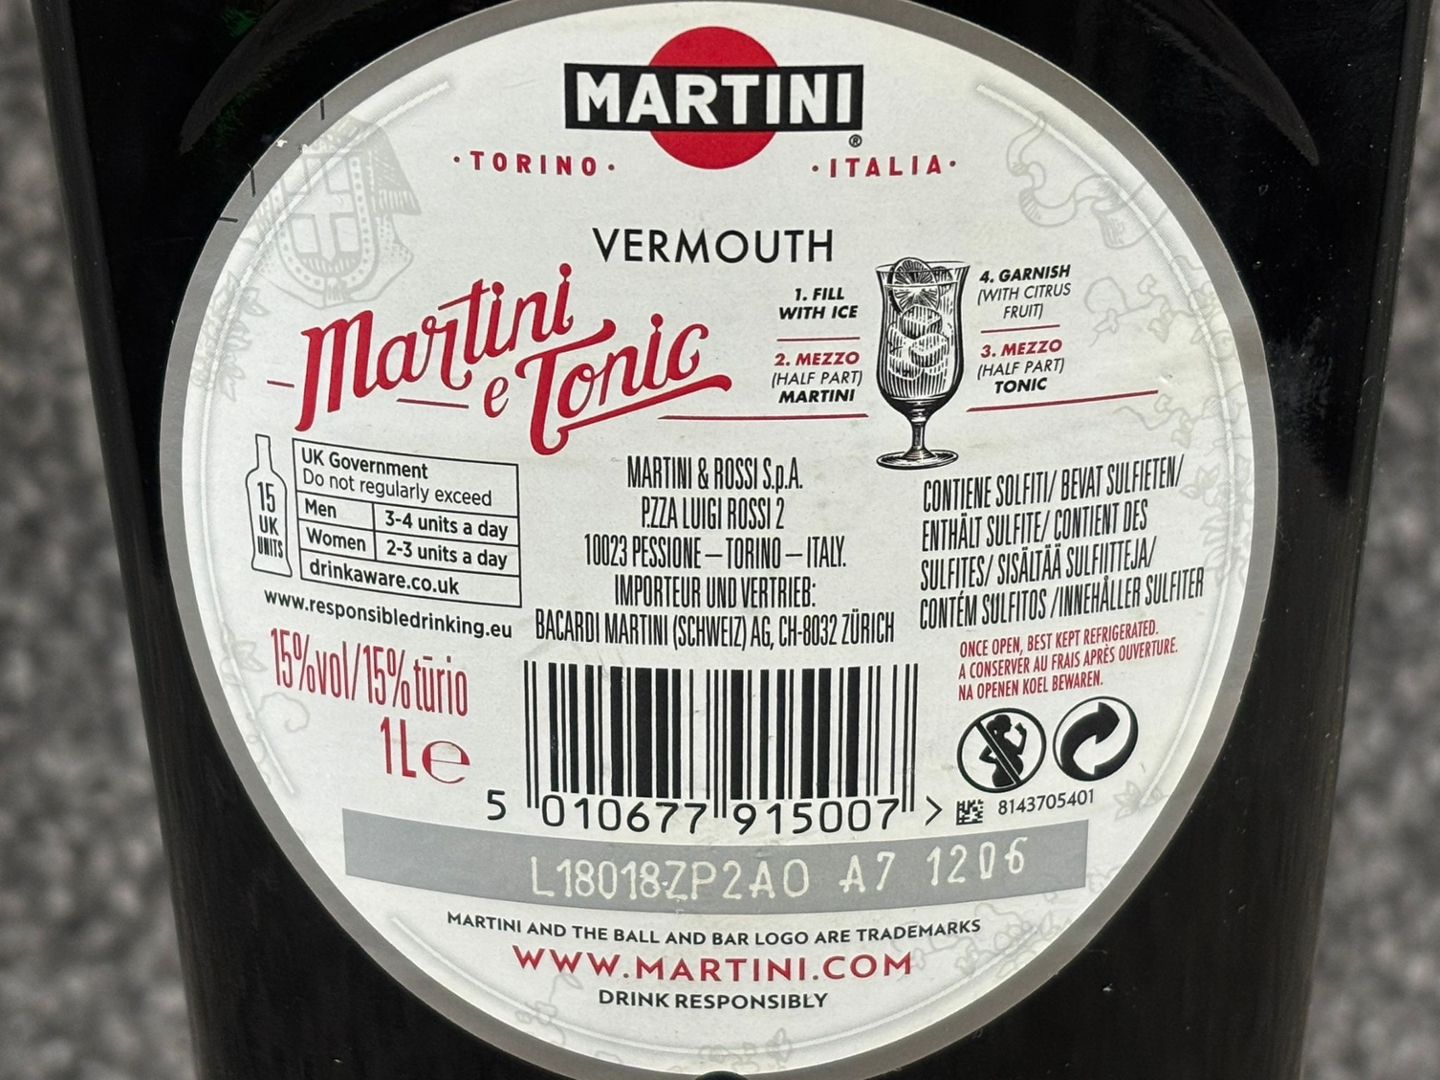 MARTINI®
·TORINO· ·ITALIA·
VERMOUTH
Martini
e Tonic
1. FILL
WITH ICE
2. MEZZO
(HALF PART)
MARTINI
4. GARNISH
(WITH CITRUS
FRUIT)
3. MEZZO
(HALF PART)
TONIC
15
UK
UNITS
UK Government
Do not regularly exceed
Men 3-4 units a day
Women 2-3 units a day
drinkaware.co.uk
www.responsibledrinking.eu
15%vol/15% tūrio
1L e
MARTINI & ROSSI S.p.A.
P.ZZA LUIGI ROSSI 2
10023 PESSIONE – TORINO – ITALY.
IMPORTEUR UND VERTRIEB:
BACARDI MARTINI (SCHWEIZ) AG, CH-8032 ZÜRICH
CONTIENE SOLFITI/ BEVAT SULFIETEN/
ENTHÄLT SULFITE/ CONTIENT DES
SULFITES/ SISÄLTÄÄ SULFIITTEJA/
CONTÉM SULFITOS /INNEHÅLLER SULFITER
ONCE OPEN, BEST KEPT REFRIGERATED.
A CONSERVER AU FRAIS APRÈS OUVERTURE.
NA OPENEN KOEL BEWAREN.
5 010677 915007 >
8143705401
L18018ZP2AO A7 1206
MARTINI AND THE BALL AND BAR LOGO ARE TRADEMARKS
WWW.MARTINI.COM
DRINK RESPONSIBLY